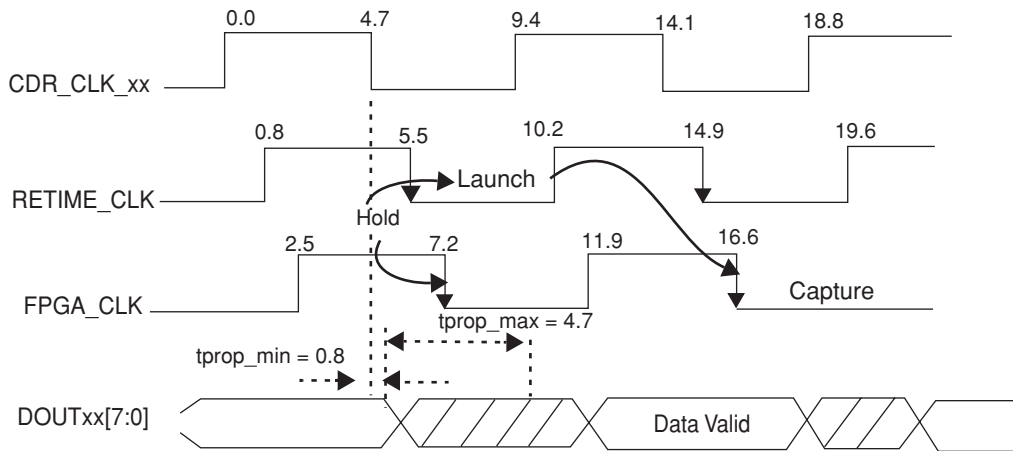 0.0 4.7 9.4 14.1 18.8
CDR_CLK_xx
0.8 5.5 10.2 14.9 19.6
RETIME_CLK
Launch
Hold
2.5 7.2 11.9 16.6
FPGA_CLK
Capture
tprop_max = 4.7
tprop_min = 0.8
DOUTxx[7:0]
Data Valid